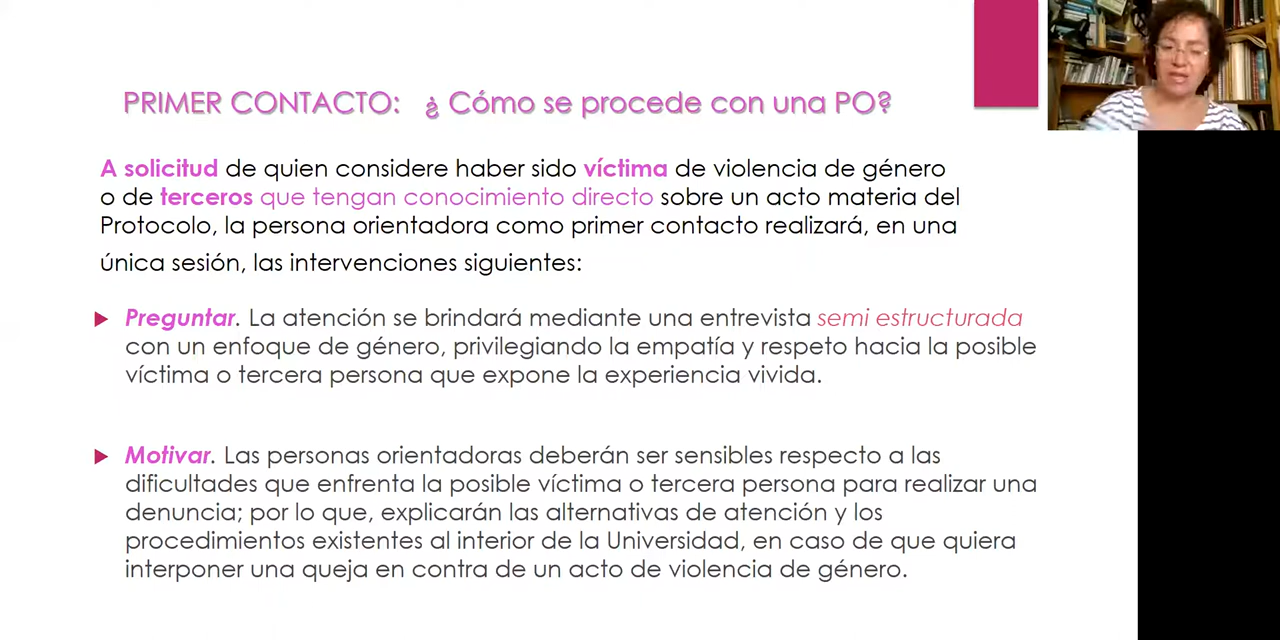 PRIMER CONTACTO: ¿ Cómo se procede con una PO?
A solicitud de quien considere haber sido víctima de violencia de género
o de terceros que tengan conocimiento directo sobre un acto materia del
Protocolo, la persona orientadora como primer contacto realizará, en una
única sesión, las intervenciones siguientes:
Preguntar. La atención se brindará mediante una entrevista semi estructurada
con un enfoque de género, privilegiando la empatía y respeto hacia la posible
víctima o tercera persona que expone la experiencia vivida.
Motivar. Las personas orientadoras deberán ser sensibles respecto a las
dificultades que enfrenta la posible víctima o tercera persona para realizar una
denuncia; por lo que, explicarán las alternativas de atención y los
procedimientos existentes al interior de la Universidad, en caso de que quiera
interponer una queja en contra de un acto de violencia de género.